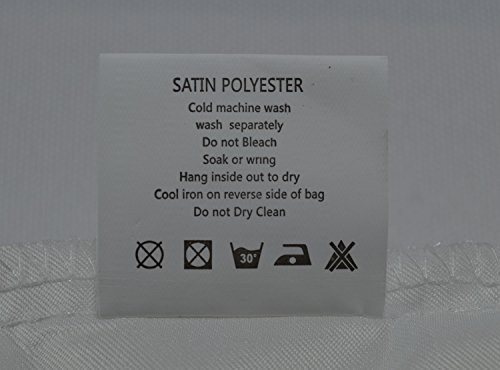 SATIN POLYESTER
Cold machine wash
wash separately
Do not Bleach
Soak or wring
Hang inside out to dry
Cool iron on reverse side of bag
Do not Dry Clean
30°